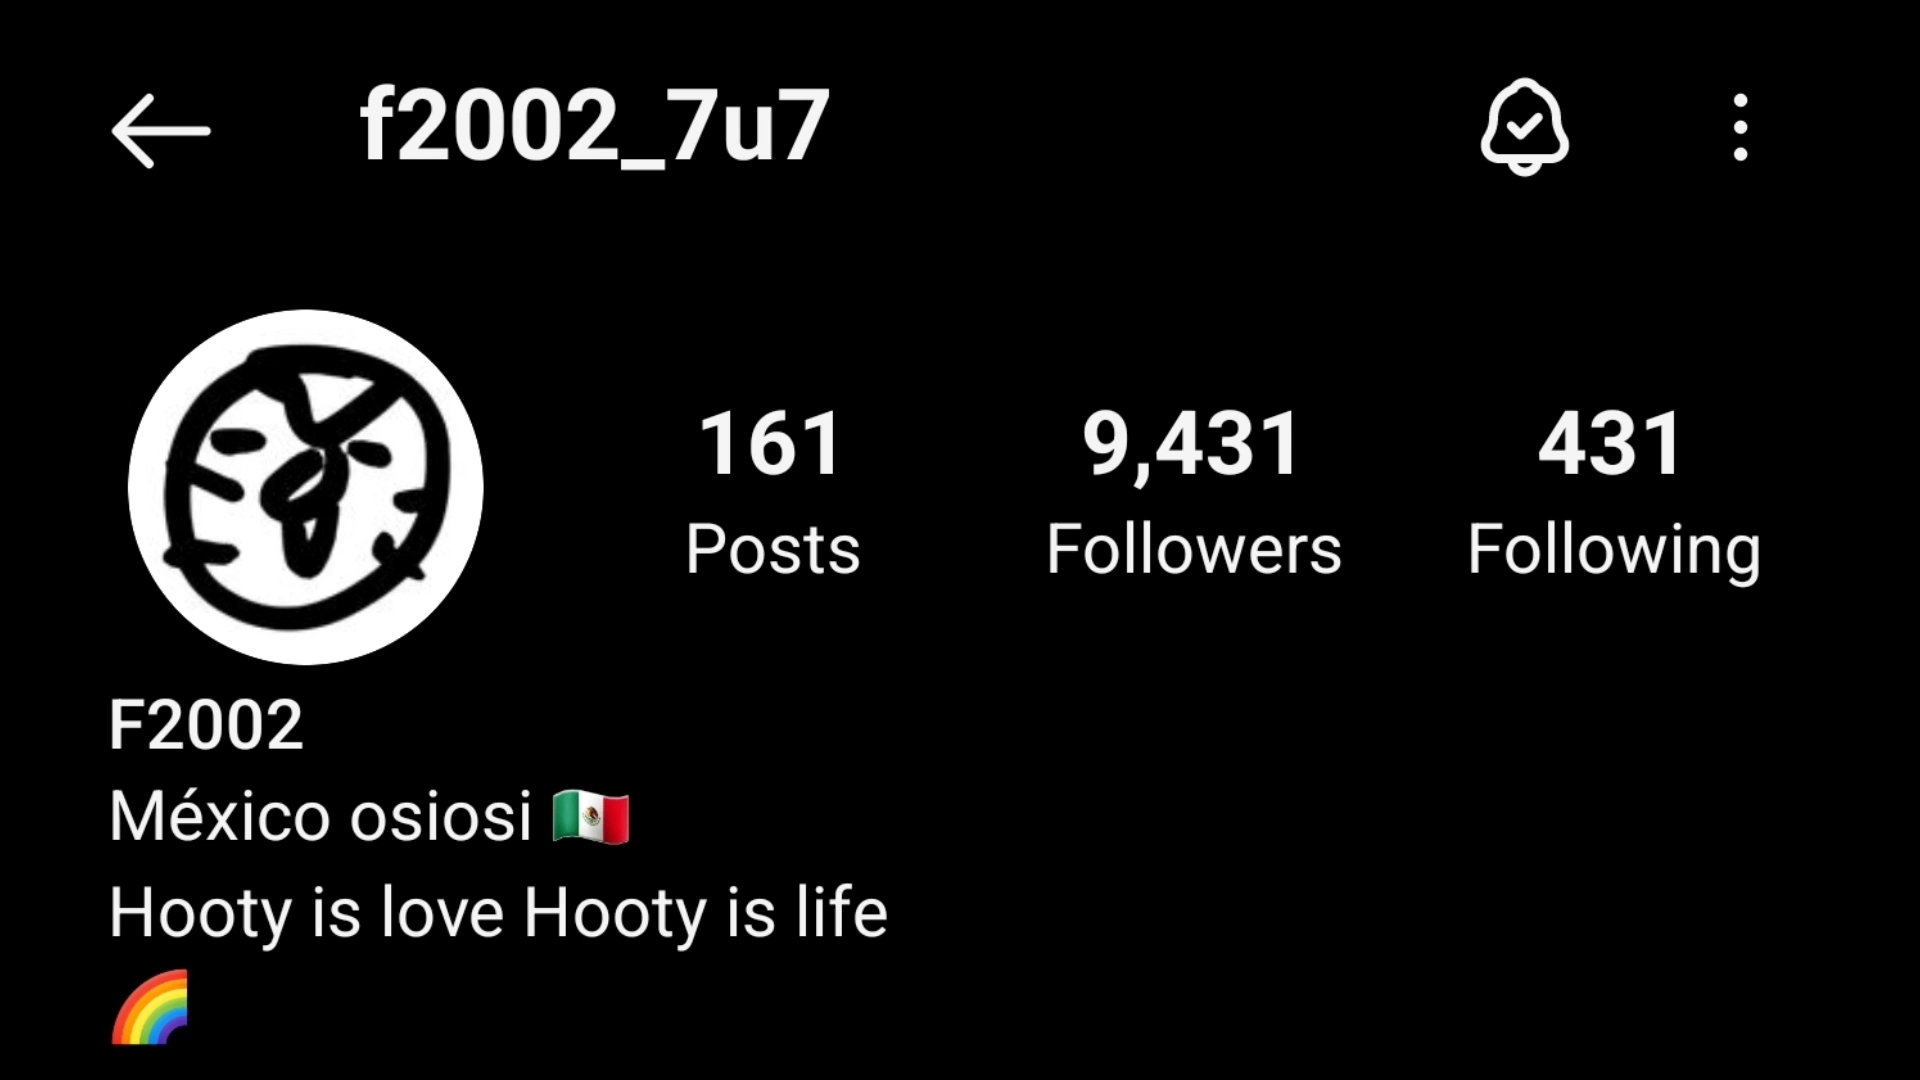 f2002_7u7
161 9,431 431
Posts Followers Following
F2002
México osiosi 🇲🇽
Hooty is love Hooty is life
🌈